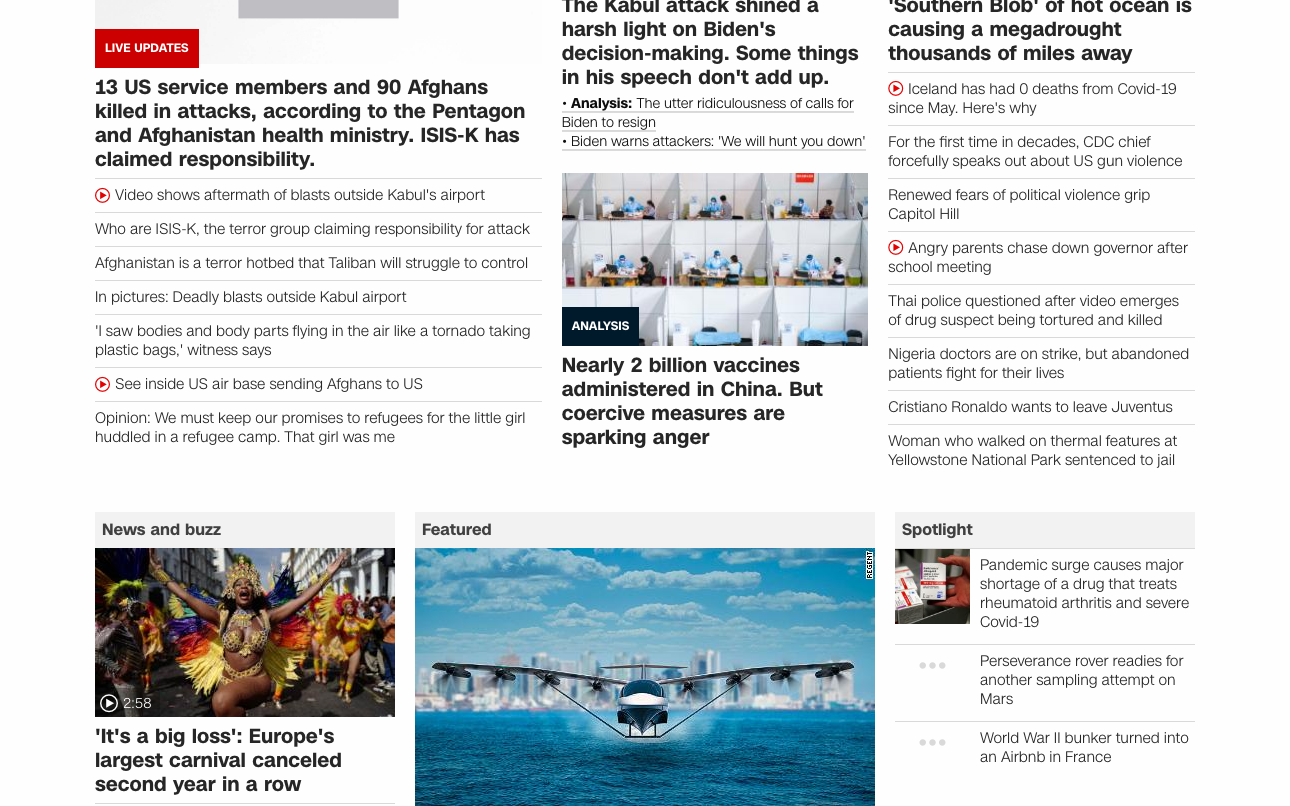 LIVE UPDATES
13 US service members and 90 Afghans
killed in attacks, according to the Pentagon
and Afghanistan health ministry. ISIS-K has
claimed responsibility.
Video shows aftermath of blasts outside Kabul's airport
Who are ISIS-K, the terror group claiming responsibility for attack
Afghanistan is a terror hotbed that Taliban will struggle to control
In pictures: Deadly blasts outside Kabul airport
'I saw bodies and body parts flying in the air like a tornado taking
plastic bags,' witness says
See inside US air base sending Afghans to US
Opinion: We must keep our promises to refugees for the little girl
huddled in a refugee camp. That girl was me
The Kabul attack shined a
harsh light on Biden's
decision-making. Some things
in his speech don't add up.
• Analysis: The utter ridiculousness of calls for
Biden to resign
• Biden warns attackers: 'We will hunt you down'
ANALYSIS
Nearly 2 billion vaccines
administered in China. But
coercive measures are
sparking anger
'Southern Blob' of hot ocean is
causing a megadrought
thousands of miles away
Iceland has had 0 deaths from Covid-19
since May. Here's why
For the first time in decades, CDC chief
forcefully speaks out about US gun violence
Renewed fears of political violence grip
Capitol Hill
Angry parents chase down governor after
school meeting
Thai police questioned after video emerges
of drug suspect being tortured and killed
Nigeria doctors are on strike, but abandoned
patients fight for their lives
Cristiano Ronaldo wants to leave Juventus
Woman who walked on thermal features at
Yellowstone National Park sentenced to jail
News and buzz
2:58
'It's a big loss': Europe's
largest carnival canceled
second year in a row
Featured
REGENT
Spotlight
Pandemic surge causes major
shortage of a drug that treats
rheumatoid arthritis and severe
Covid-19
Perseverance rover readies for
another sampling attempt on
Mars
World War II bunker turned into
an Airbnb in France